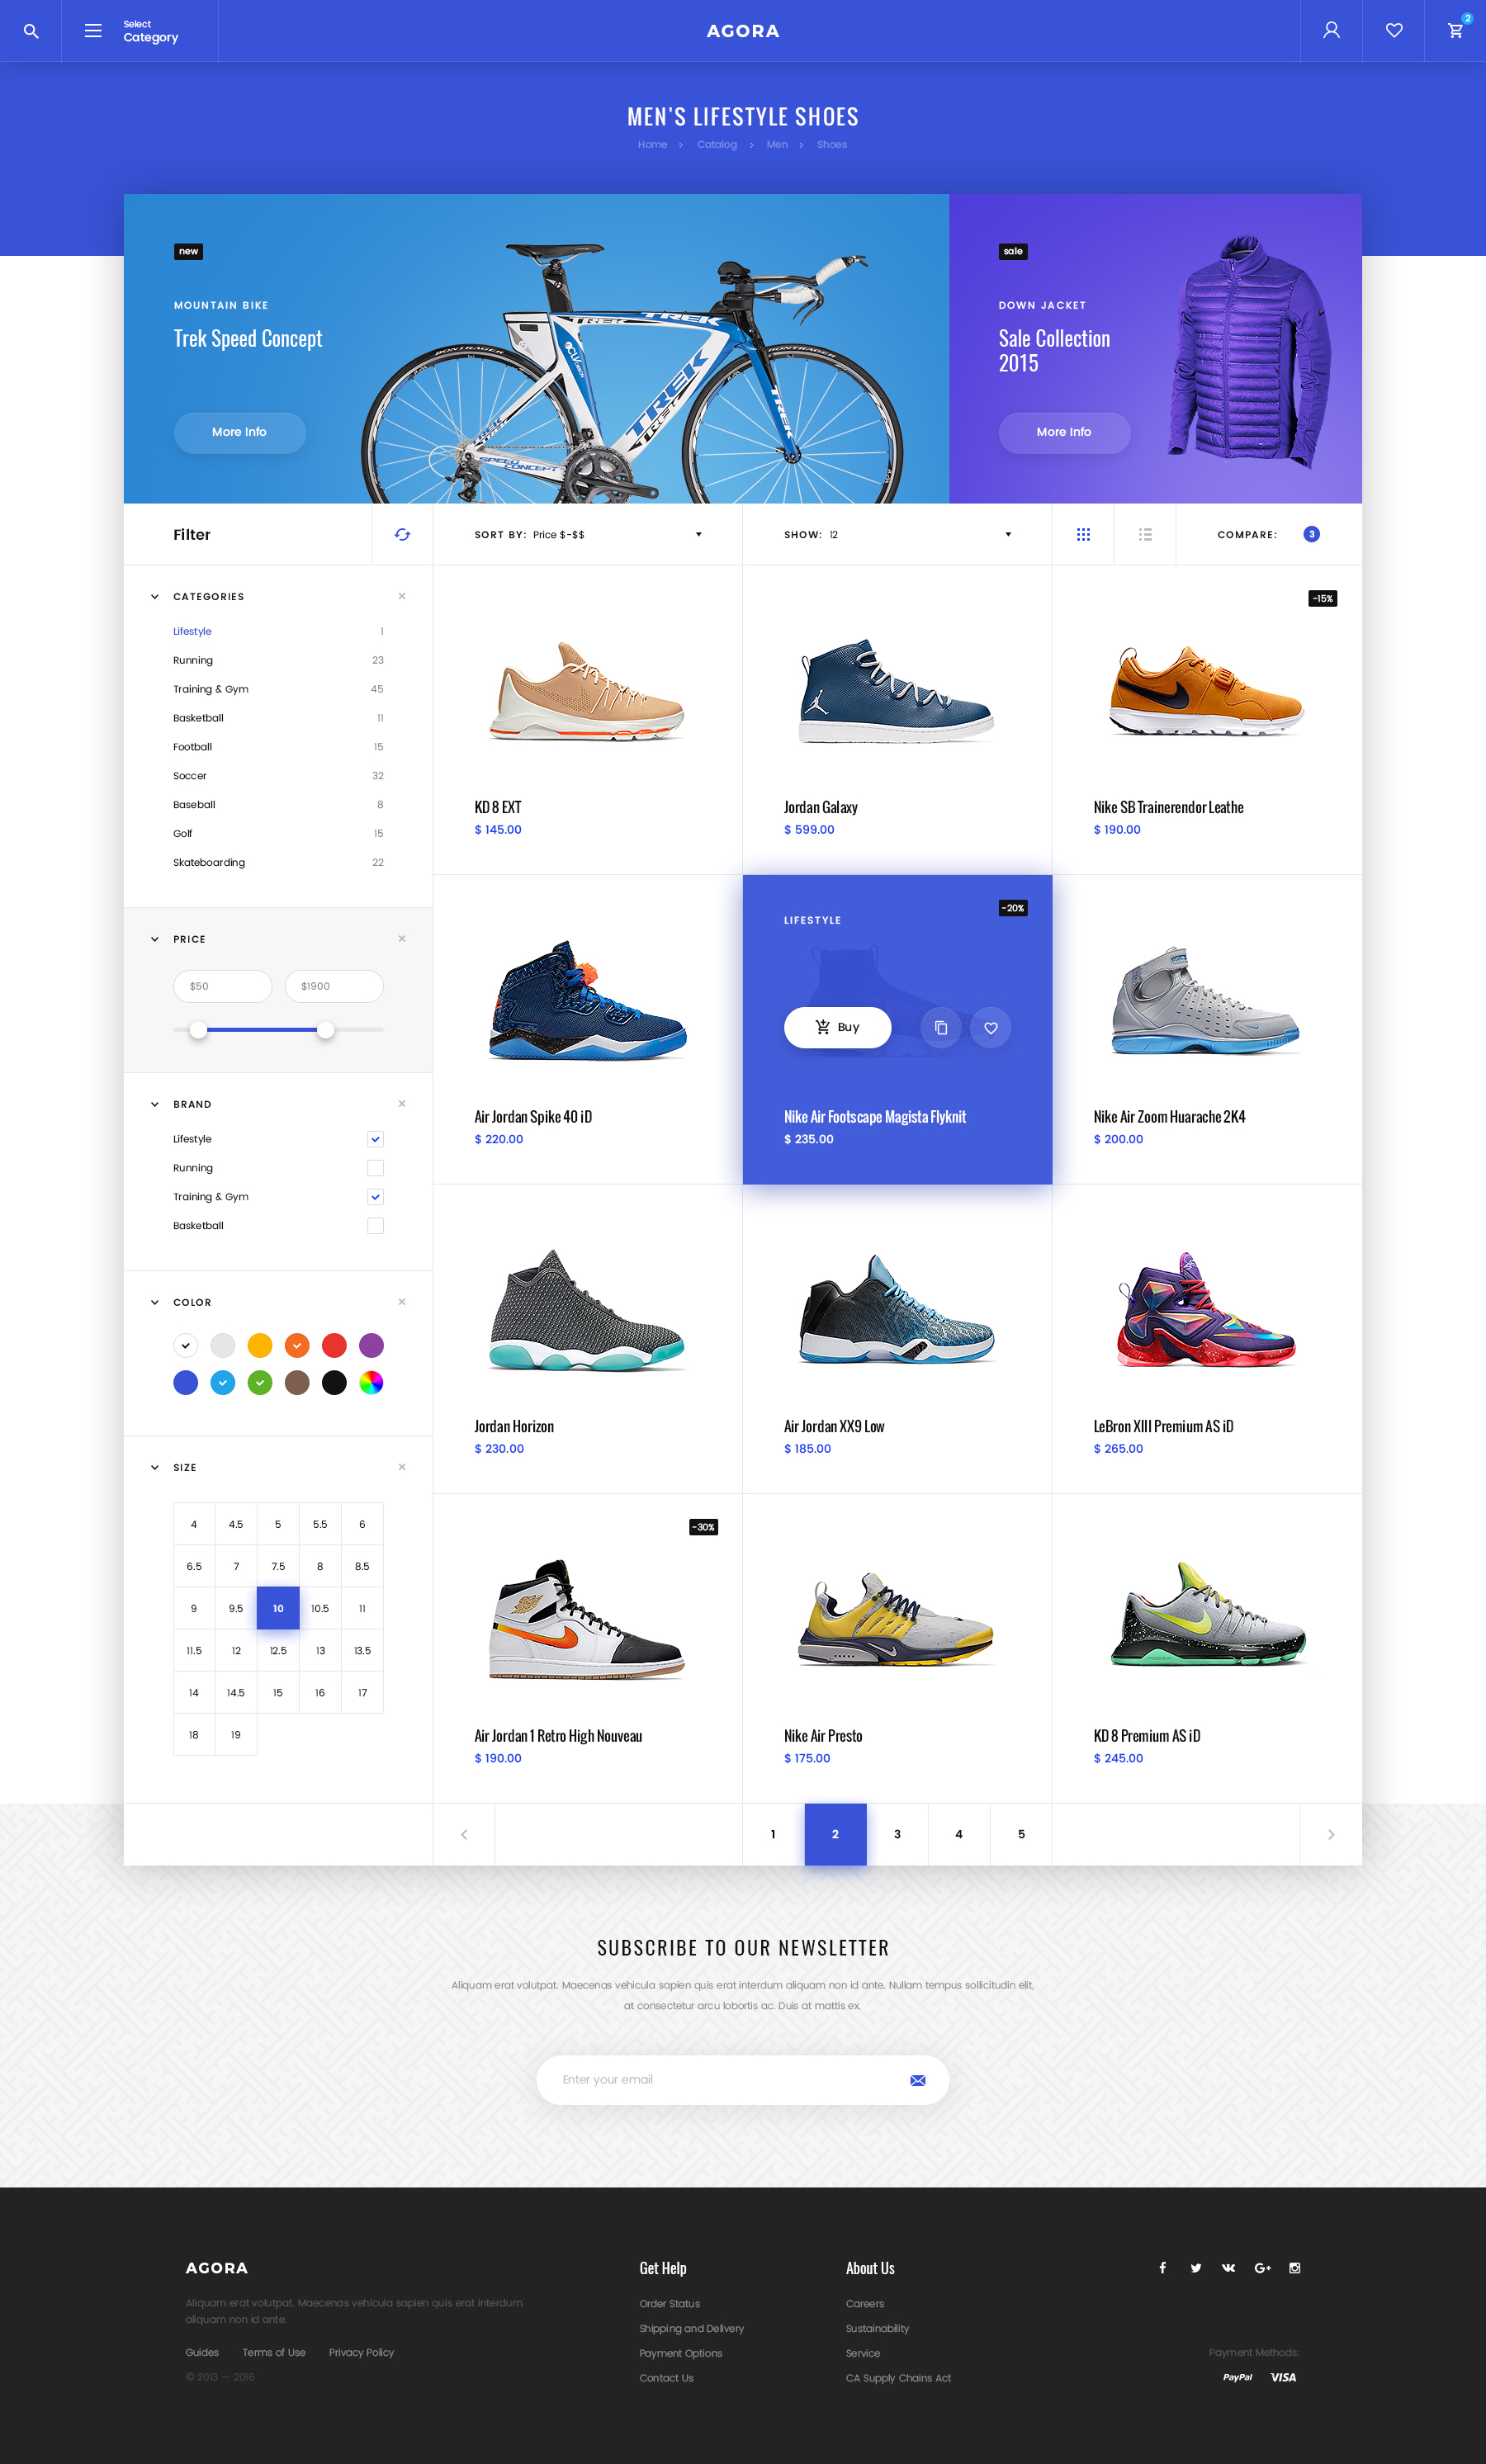 Select
Category
AGORA
2
MEN'S LIFESTYLE SHOES
Home > Catalog > Men > Shoes
new
MOUNTAIN BIKE
Trek Speed Concept
More Info
BONTRAGER
TREK
TREK
TREK
TREK
SPEED CONCEPT
BONTRAGER
sale
DOWN JACKET
Sale Collection
2015
More Info
Filter
SORT BY: Price $-$$
SHOW: 12
COMPARE: 3
CATEGORIES
Lifestyle 1
Running 23
Training & Gym 45
Basketball 11
Football 15
Soccer 32
Baseball 8
Golf 15
Skateboarding 22
PRICE
$50 $1900
BRAND
Lifestyle
Running
Training & Gym
Basketball
COLOR
SIZE
4 4.5 5 5.5 6
6.5 7 7.5 8 8.5
9 9.5 10 10.5 11
11.5 12 12.5 13 13.5
14 14.5 15 16 17
18 19
KD 8 EXT
$ 145.00
Jordan Galaxy
$ 599.00
-15%
Nike SB Trainerendor Leathe
$ 190.00
Air Jordan Spike 40 iD
$ 220.00
LIFESTYLE
-20%
Buy
Nike Air Footscape Magista Flyknit
$ 235.00
Nike Air Zoom Huarache 2K4
$ 200.00
Jordan Horizon
$ 230.00
Air Jordan XX9 Low
$ 185.00
LeBron XIII Premium AS iD
$ 265.00
-30%
Air Jordan 1 Retro High Nouveau
$ 190.00
Nike Air Presto
$ 175.00
KD 8 Premium AS iD
$ 245.00
1 2 3 4 5
SUBSCRIBE TO OUR NEWSLETTER
Aliquam erat volutpat. Maecenas vehicula sapien quis erat interdum aliquam non id ante. Nullam tempus sollicitudin elit,
at consectetur arcu lobortis ac. Duis at mattis ex.
Enter your email
AGORA
Aliquam erat volutpat. Maecenas vehicula sapien quis erat interdum
aliquam non id ante.
Guides Terms of Use Privacy Policy
© 2013 — 2016
Get Help
Order Status
Shipping and Delivery
Payment Options
Contact Us
About Us
Careers
Sustainability
Service
CA Supply Chains Act
Payment Methods:
PayPal VISA